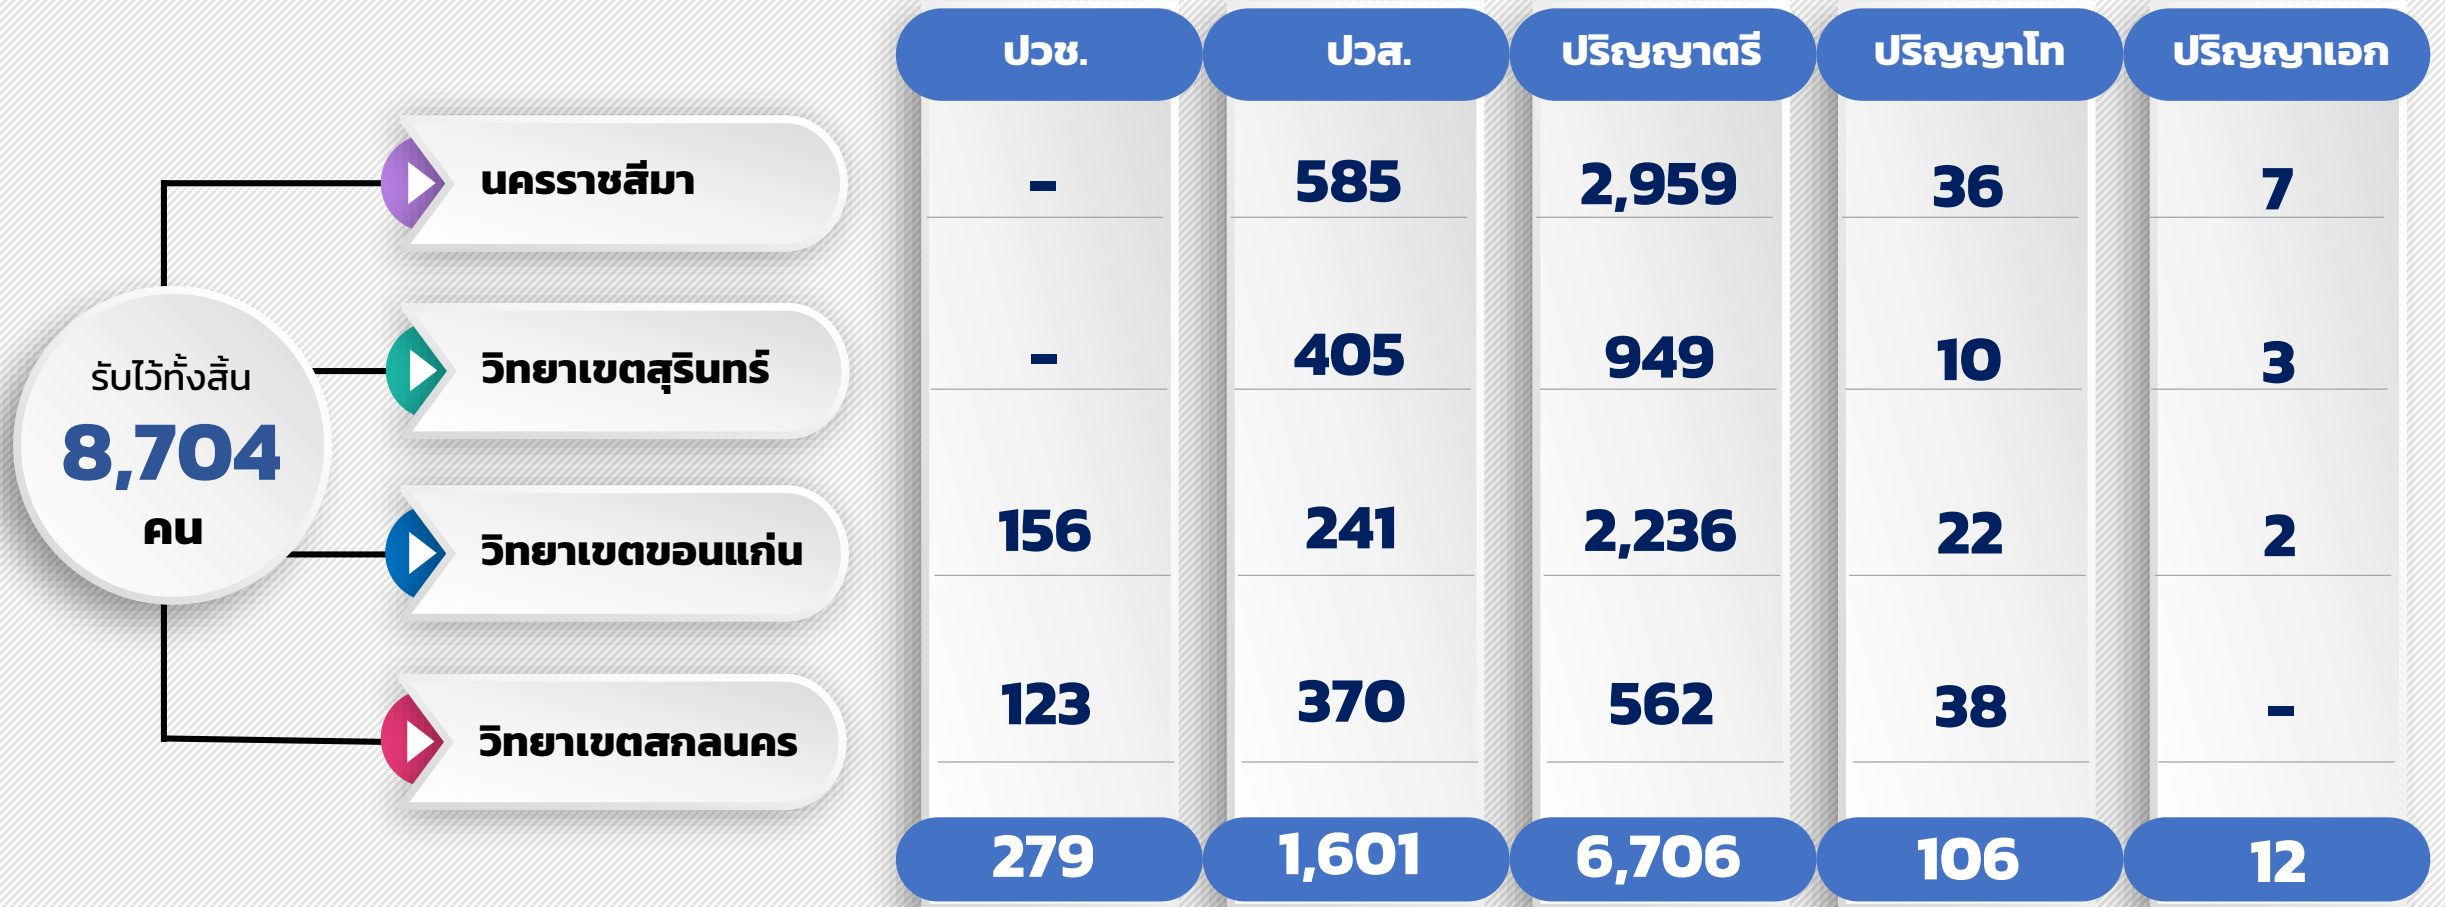 ปวช. ปวส. ปริญญาตรี ปริญญาโท ปริญญาเอก
นครราชสีมา - 585 2,959 36 7
วิทยาเขตสุรินทร์ - 405 949 10 3
รับไว้ทั้งสิ้น
8,704
คน
วิทยาเขตขอนแก่น 156 241 2,236 22 2
วิทยาเขตสกลนคร 123 370 562 38 -
279 1,601 6,706 106 12